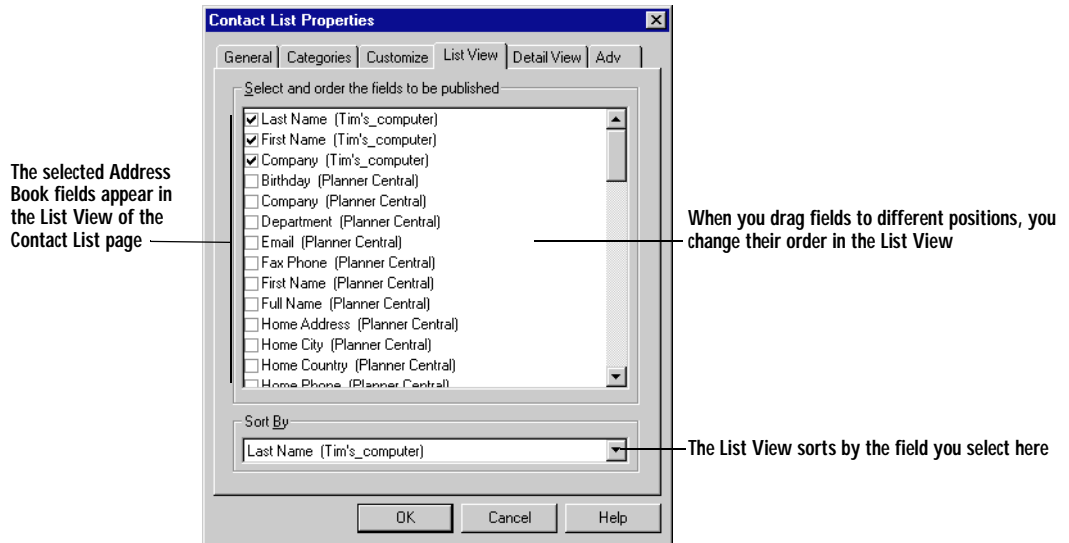 Contact List Properties
General Categories Customize List View Detail View Adv
Select and order the fields to be published
Last Name (Tim's_computer)
First Name (Tim's_computer)
Company (Tim's_computer)
Birthday (Planner Central)
Company (Planner Central)
Department (Planner Central)
Email (Planner Central)
Fax Phone (Planner Central)
First Name (Planner Central)
Full Name (Planner Central)
Home Address (Planner Central)
Home City (Planner Central)
Home Country (Planner Central)
Home Phone (Planner Central)
Sort By
Last Name (Tim's_computer)
OK Cancel Help
The selected Address
Book fields appear in
the List View of the
Contact List page
When you drag fields to different positions, you
change their order in the List View
The List View sorts by the field you select here